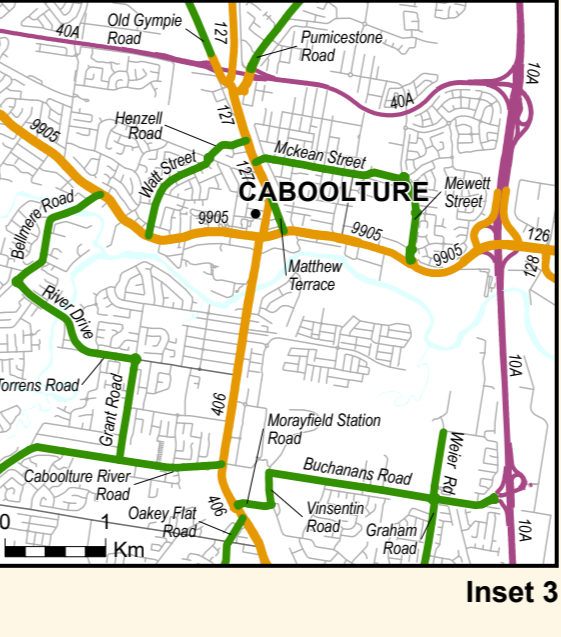 Old Gympie
Road
127
40A
Pumicestone
Road
10A
40A
127
Henzell
Road
9905
Mckean Street
Watt Street
127
CABOOLTURE
Mewett
Street
Bellmere Road
9905
9905
9905
126
128
Matthew
Terrace
River Drive
10A
Torrens Road
Grant Road
406
Morayfield Station
Road
Weier Rd
Buchanans Road
Caboolture River
Road
406
Oakey Flat
Road
Vinsentin
Road
Graham
Road
10A
0 1
Km
Inset 3